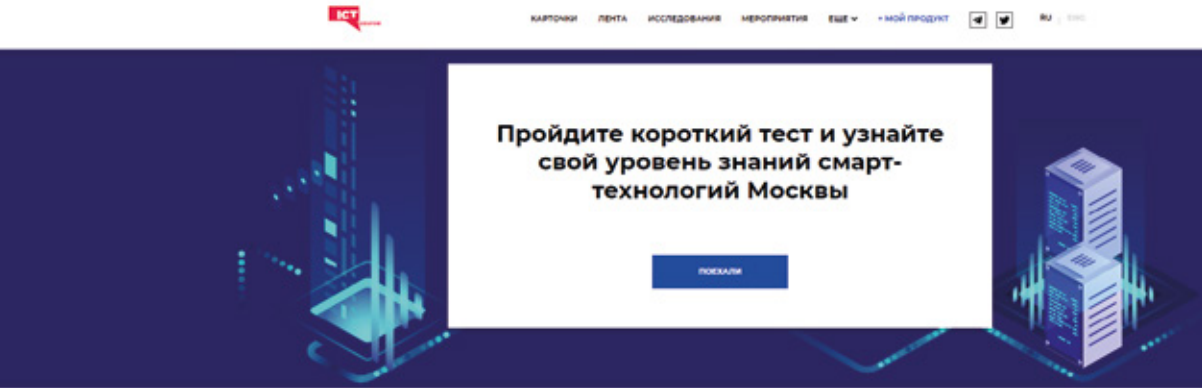 ICT
КАРТОЧКИ ЛЕНТА ИССЛЕДОВАНИЯ МЕРОПРИЯТИЯ ЕЩЕ + МОЙ ПРОДУКТ RU ENG
Пройдите короткий тест и узнайте
свой уровень знаний смарт-
технологий Москвы
ПОЕХАЛИ